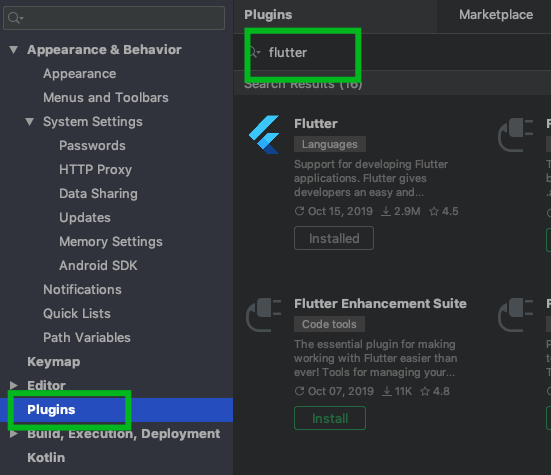 Appearance & Behavior
Appearance
Menus and Toolbars
System Settings
Passwords
HTTP Proxy
Data Sharing
Updates
Memory Settings
Android SDK
Notifications
Quick Lists
Path Variables
Keymap
Editor
Plugins
Build, Execution, Deployment
Kotlin
Plugins Marketplace
flutter
Search Results (16)
Flutter
Languages
Support for developing Flutter
applications. Flutter gives
developers an easy and...
Oct 15, 2019 2.9M 4.5
Installed
Flutter Enhancement Suite
Code tools
The essential plugin for making
working with Flutter easier than
ever! Tools for managing your...
Oct 07, 2019 11K 4.8
Install